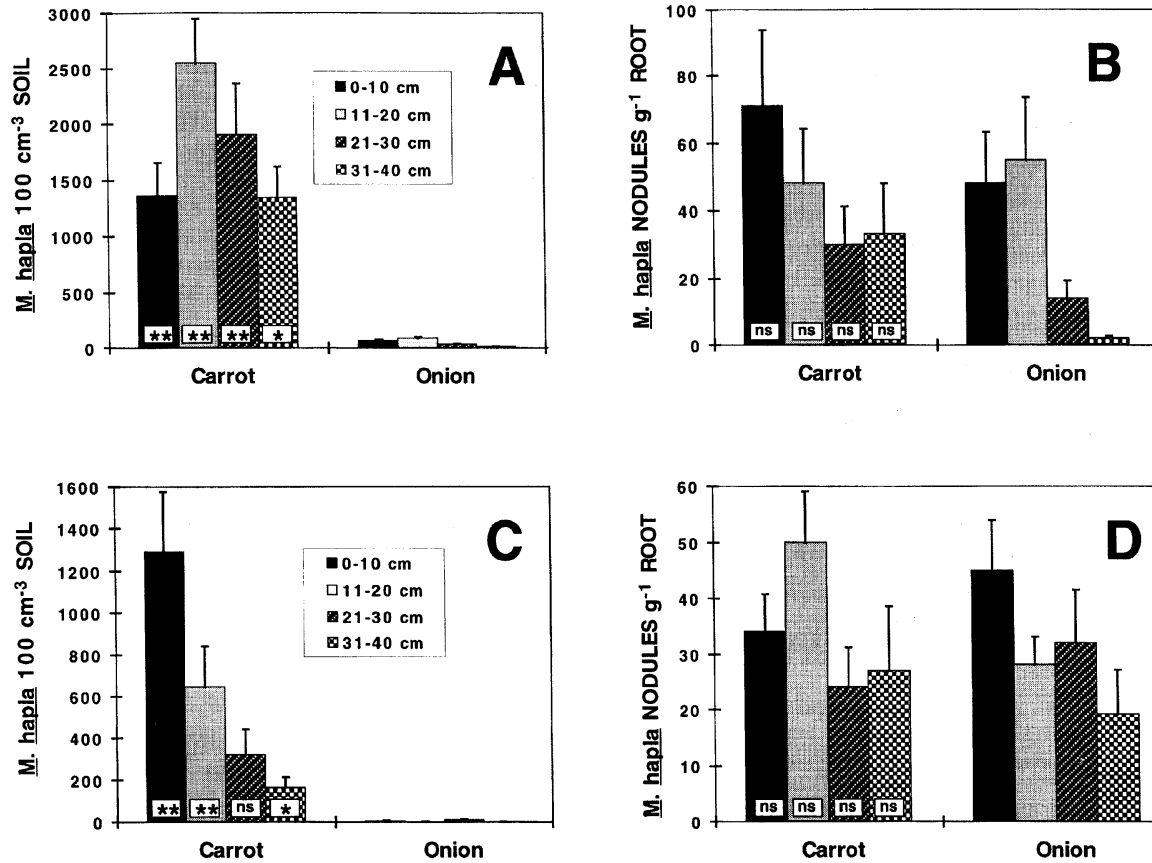 M. hapla 100 cm-3 SOIL
3000
2500
2000
1500
1000
500
0
A
0-10 cm
11-20 cm
21-30 cm
31-40 cm
** ** ** *
Carrot Onion
M. hapla NODULES g-1 ROOT
100
80
60
40
20
0
B
ns ns ns ns
Carrot Onion
M. hapla 100 cm-3 SOIL
1600
1400
1200
1000
800
600
400
200
0
C
0-10 cm
11-20 cm
21-30 cm
31-40 cm
** ** ns *
Carrot Onion
M. hapla NODULES g-1 ROOT
60
50
40
30
20
10
0
D
ns ns ns ns
Carrot Onion